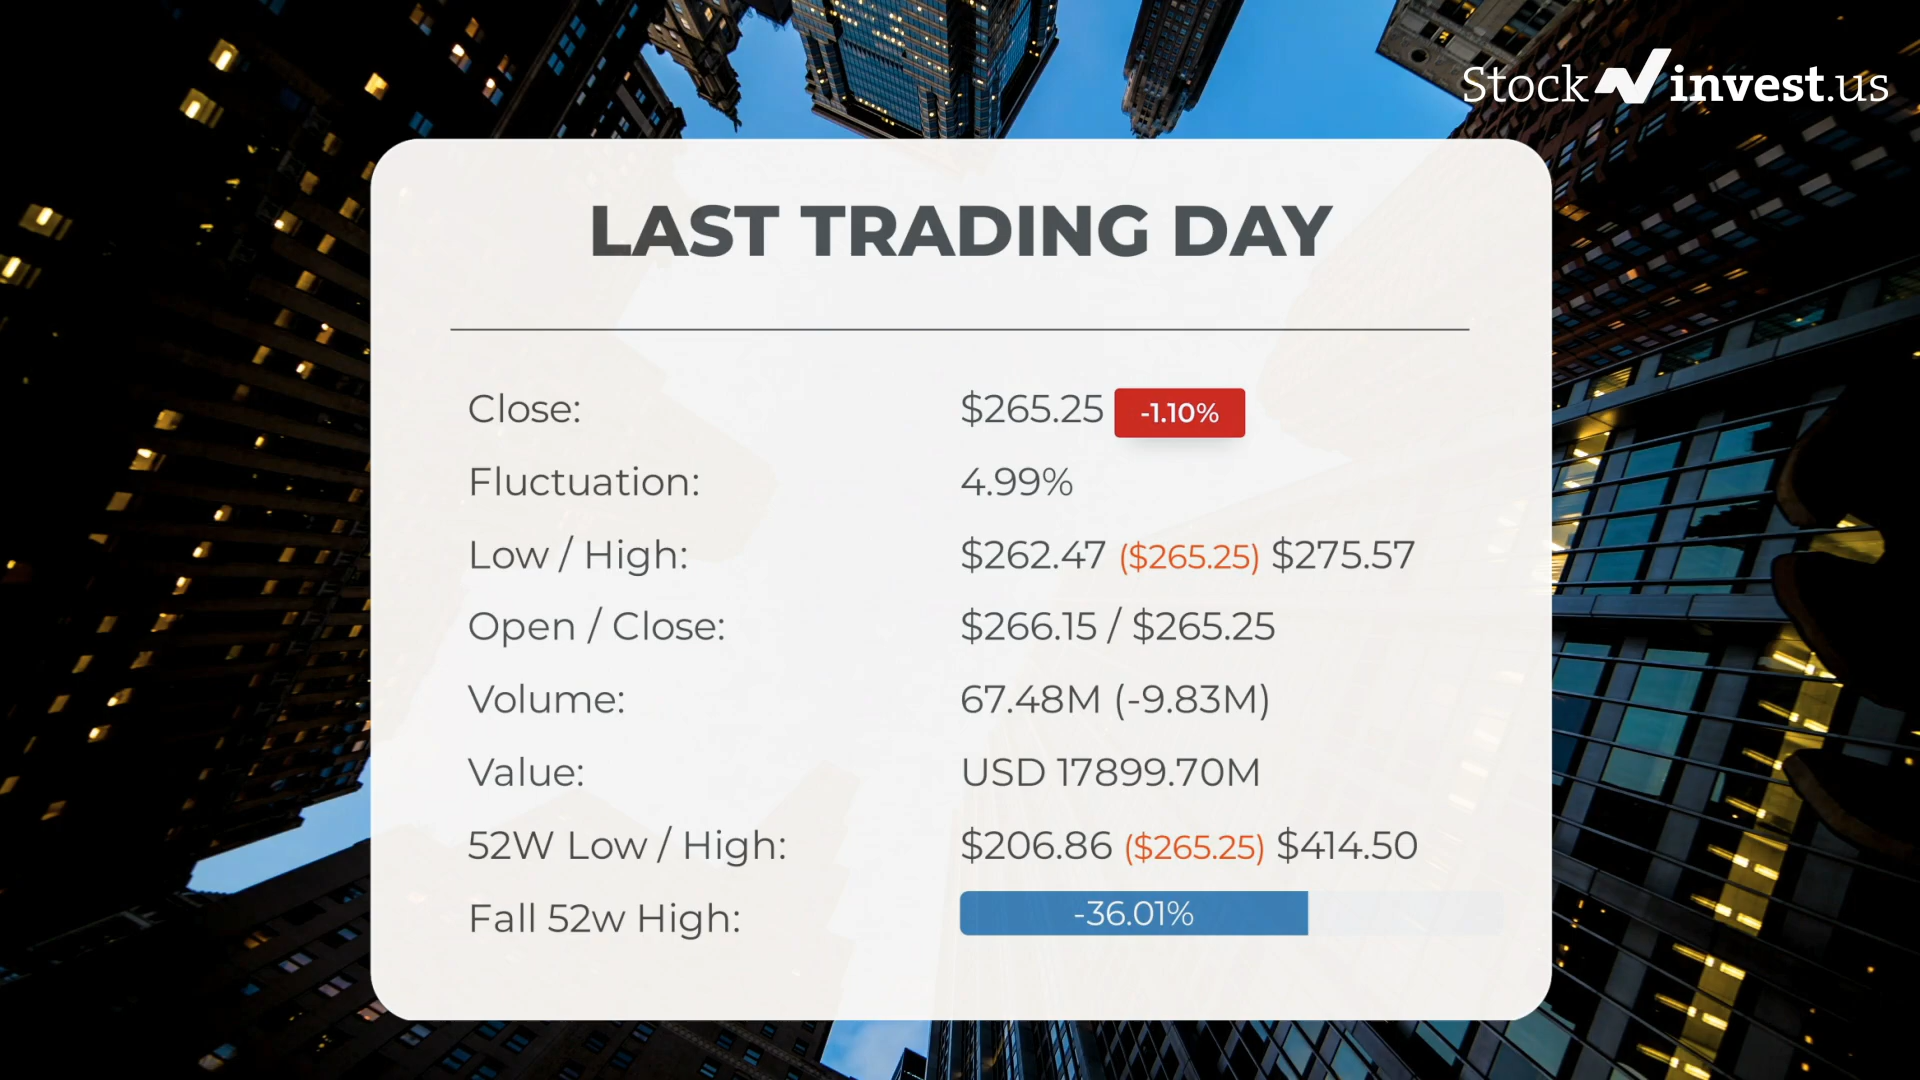 Stock invest.us
LAST TRADING DAY
Close: $265.25 -1.10%
Fluctuation: 4.99%
Low / High: $262.47 ($265.25) $275.57
Open / Close: $266.15 / $265.25
Volume: 67.48M (-9.83M)
Value: USD 17899.70M
52W Low / High: $206.86 ($265.25) $414.50
Fall 52w High: -36.01%